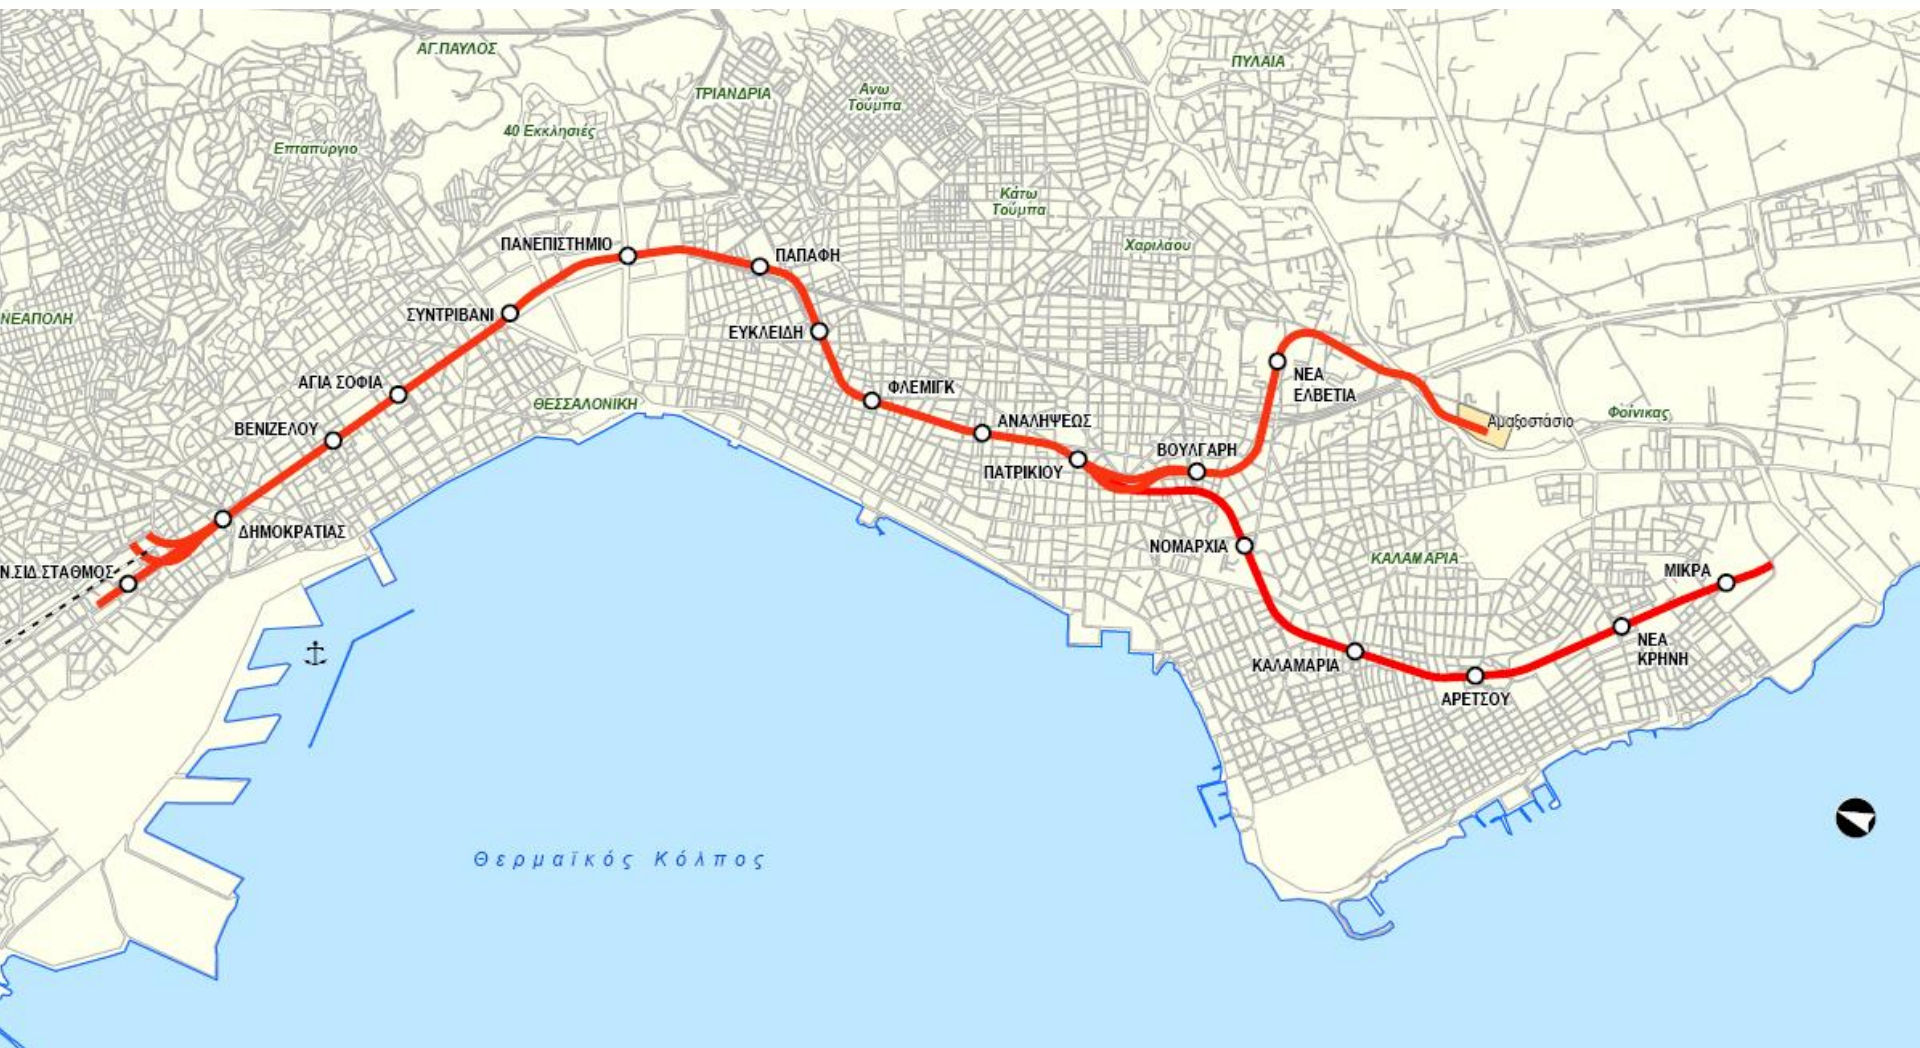 ΑΓ.ΠΑΥΛΟΣ
ΠΥΛΑΙΑ
ΤΡΙΑΝΔΡΙΑ
Ανω
Τούμπα
40 Εκκλησιές
Επταπύργιο
Κάτω
Τούμπα
Χαριλάου
ΠΑΝΕΠΙΣΤΗΜΙΟ
ΠΑΠΑΦΗ
ΣΥΝΤΡΙΒΑΝΙ
ΝΕΑΠΟΛΗ
ΕΥΚΛΕΙΔΗ
ΑΓΙΑ ΣΟΦΙΑ
ΦΛΕΜΙΓΚ
ΝΕΑ
ΕΛΒΕΤΙΑ
ΘΕΣΣΑΛΟΝΙΚΗ
Φοίνικας
ΒΕΝΙΖΕΛΟΥ
ΑΝΑΛΗΨΕΩΣ
Αμαξοστάσιο
ΒΟΥΛΓΑΡΗ
ΠΑΤΡΙΚΙΟΥ
ΔΗΜΟΚΡΑΤΙΑΣ
ΝΟΜΑΡΧΙΑ
ΚΑΛΑΜΑΡΙΑ
Ν.ΣΙΔ.ΣΤΑΘΜΟΣ
ΜΙΚΡΑ
ΝΕΑ
ΚΡΗΝΗ
ΚΑΛΑΜΑΡΙΑ
ΑΡΕΤΣΟΥ
Θερμαϊκός Κόλπος